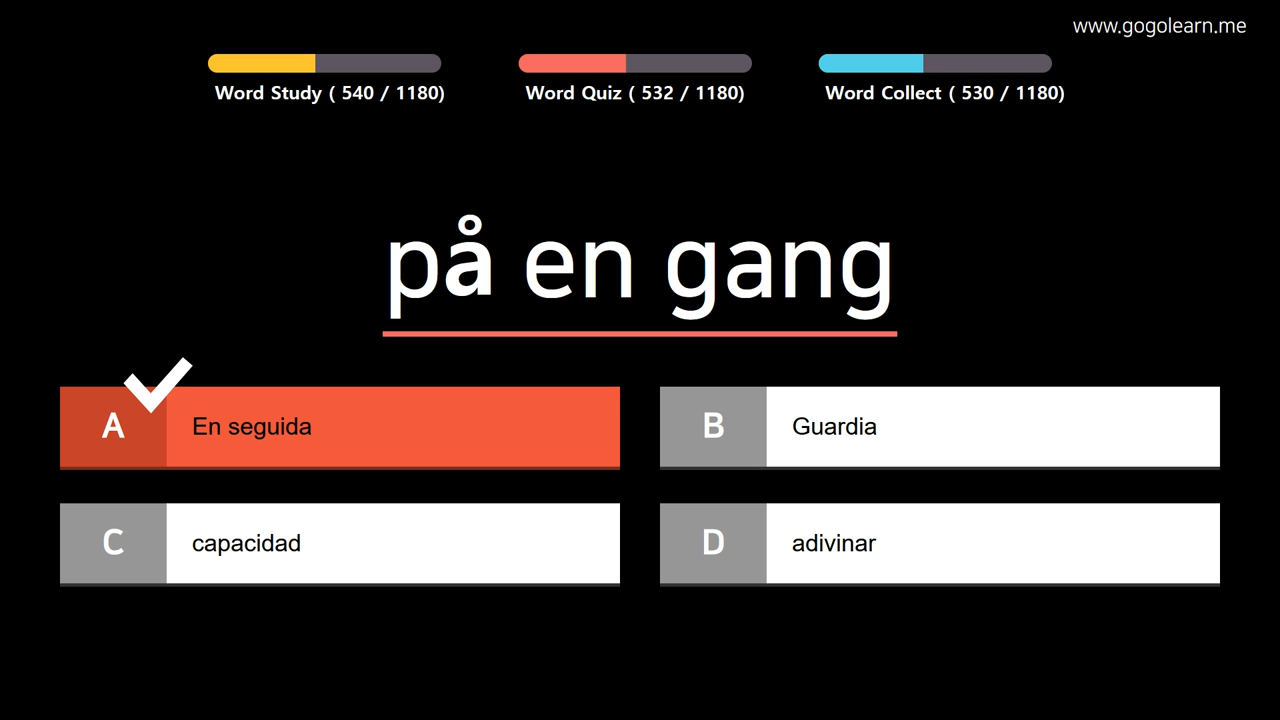 www.gogolearn.me
Word Study ( 540 / 1180)
Word Quiz ( 532 / 1180)
Word Collect ( 530 / 1180)
på en gang
A
En seguida
B
Guardia
C
capacidad
D
adivinar